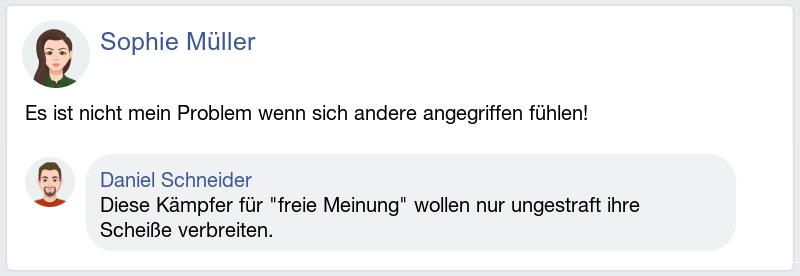 Sophie Müller
Es ist nicht mein Problem wenn sich andere angegriffen fühlen!
Daniel Schneider
Diese Kämpfer für "freie Meinung" wollen nur ungestraft ihre
Scheiße verbreiten.